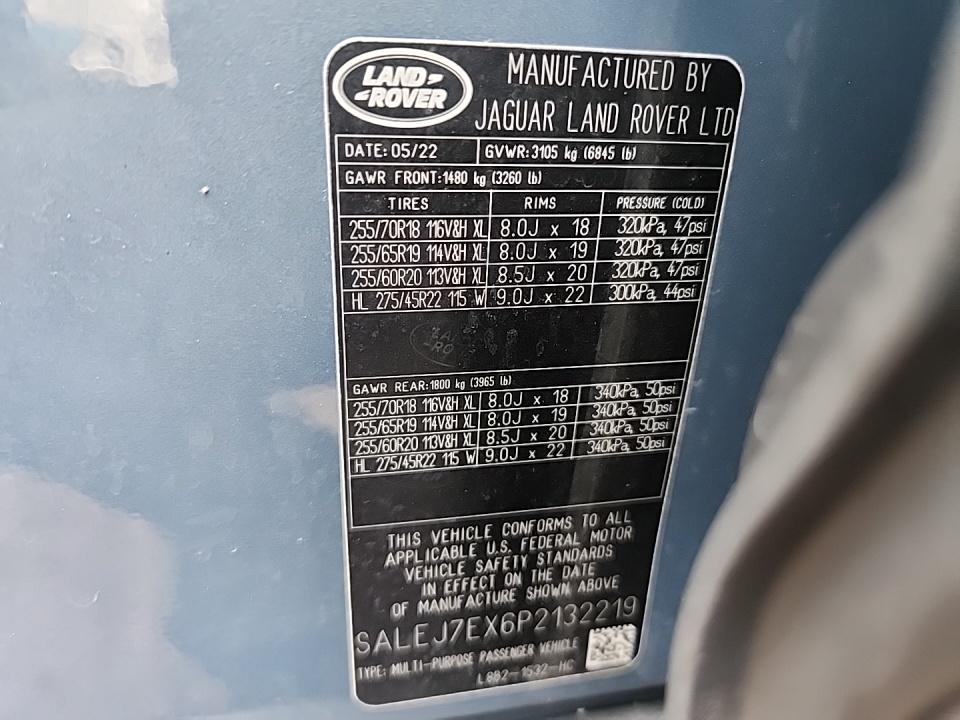 LAND
ROVER
MANUFACTURED BY
JAGUAR LAND ROVER LTD
DATE: 05/22 GVWR: 3105 kg (6845 lb)
GAWR FRONT: 1480 kg (3260 lb)
TIRES RIMS PRESSURE (COLD)
255/70R18 116V&H XL 8.0J x 18 320kPa, 47psi
255/65R19 114V&H XL 8.0J x 19 320kPa, 47psi
255/60R20 113V&H XL 8.5J x 20 320kPa, 47psi
HL 275/45R22 115 W 9.0J x 22 300kPa, 44psi
GAWR REAR: 1800 kg (3965 lb)
255/70R18 116V&H XL 8.0J x 18 340kPa, 50psi
255/65R19 114V&H XL 8.0J x 19 340kPa, 50psi
255/60R20 113V&H XL 8.5J x 20 340kPa, 50psi
HL 275/45R22 115 W 9.0J x 22 340kPa, 50psi
THIS VEHICLE CONFORMS TO ALL
APPLICABLE U.S. FEDERAL MOTOR
VEHICLE SAFETY STANDARDS
IN EFFECT ON THE DATE
OF MANUFACTURE SHOWN ABOVE
SALEJ7EX6P2132219
TYPE: MULTI-PURPOSE PASSENGER VEHICLE
L8B2-1532-HC